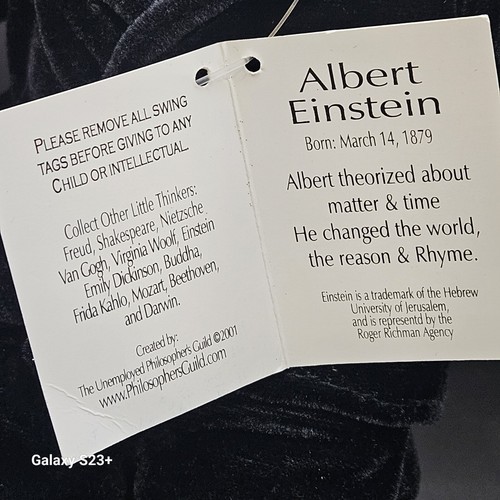 PLEASE REMOVE ALL SWING
TAGS BEFORE GIVING TO ANY
CHILD OR INTELLECTUAL.
Collect Other Little Thinkers:
Freud, Shakespeare, Nietzsche
Van Gogh, Virginia Woolf, Einstein
Emily Dickinson, Buddha,
Frida Kahlo, Mozart, Beethoven,
and Darwin.
Created by:
The Unemployed Philosophers Guild ©2001
www.PhilosophersGuild.com
Albert
Einstein
Born: March 14, 1879
Albert theorized about
matter & time
He changed the world,
the reason & Rhyme.
Einstein is a trademark of the Hebrew
University of Jerusalem,
and is representd by the
Roger Richman Agency
Galaxy S23+